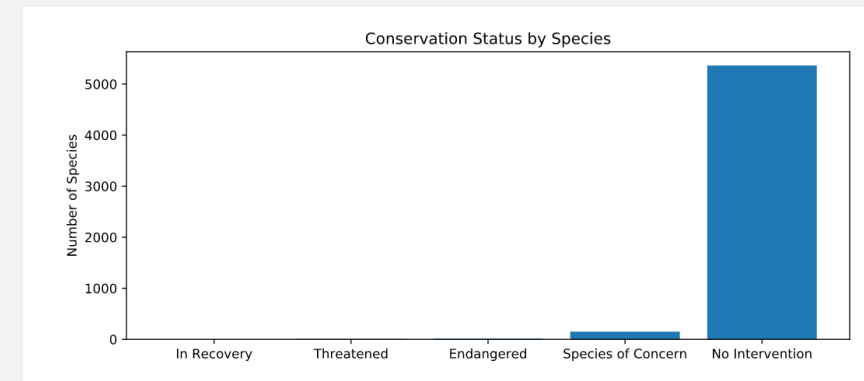 Conservation Status by Species
Number of Species
5000
4000
3000
2000
1000
0
In Recovery Threatened Endangered Species of Concern No Intervention